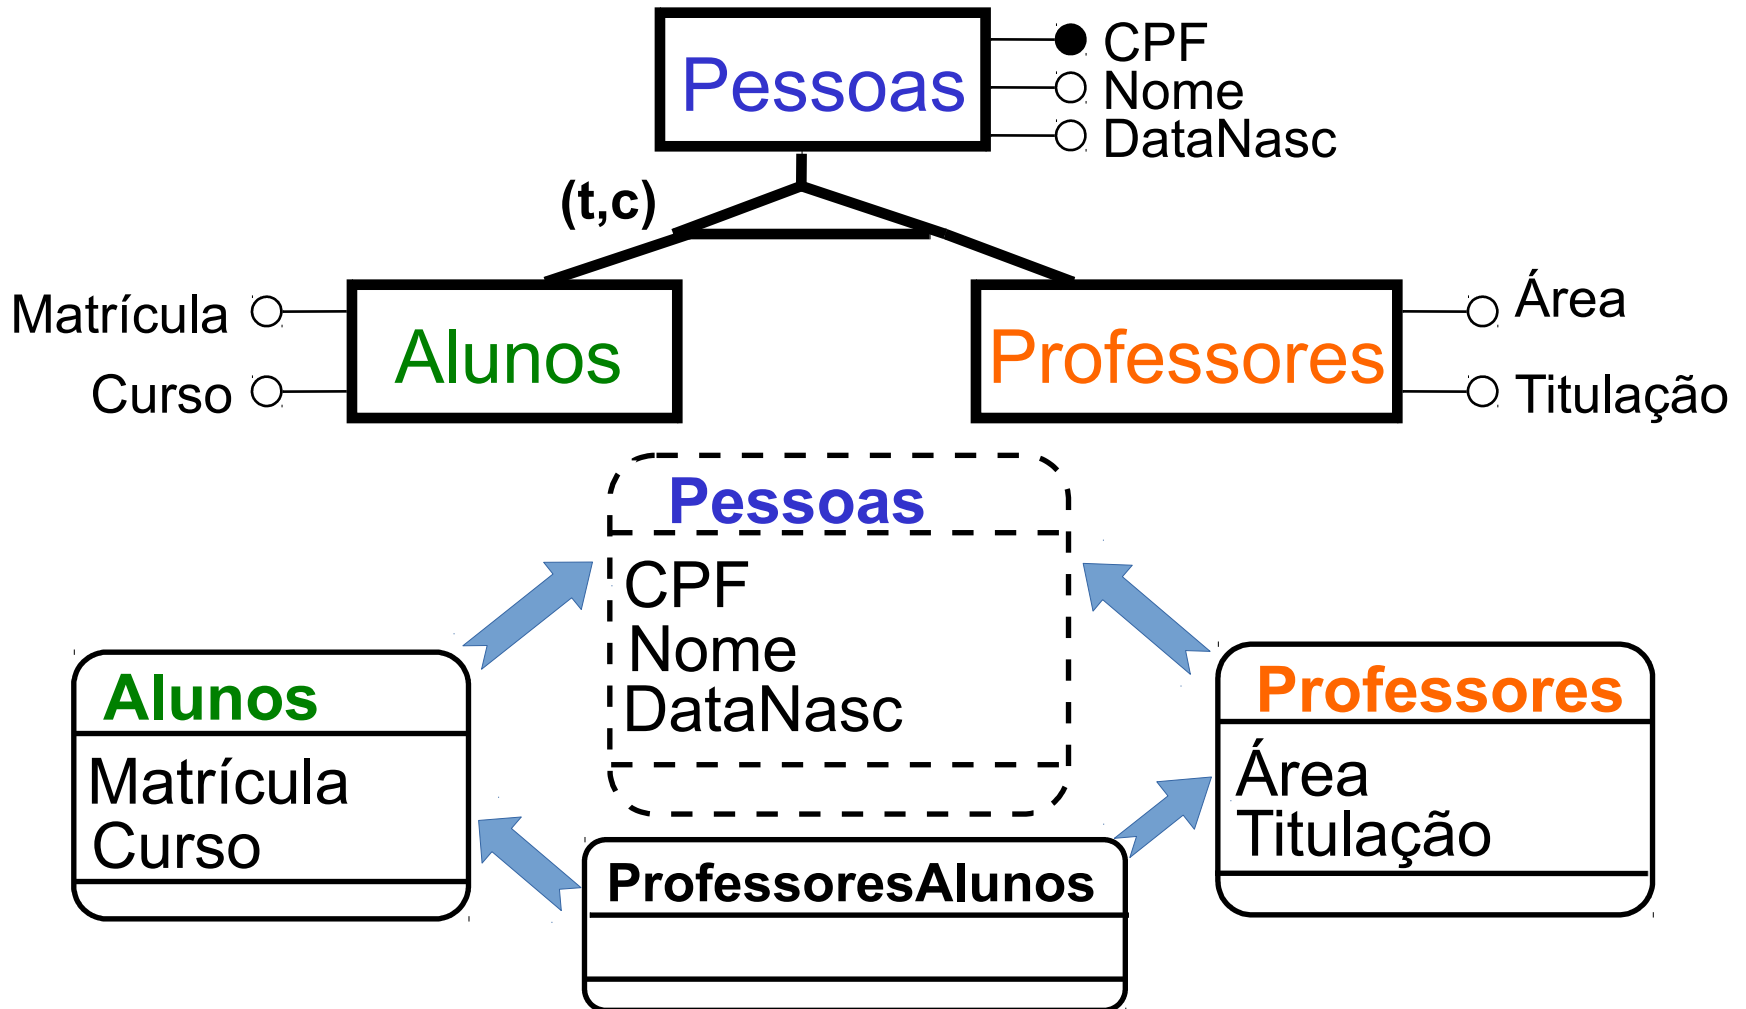 Pessoas
CPF
Nome
DataNasc
(t,c)
Matrícula
Curso
Alunos
Professores
Área
Titulação
Pessoas
CPF
Nome
DataNasc
Alunos
Matrícula
Curso
Professores
Área
Titulação
ProfessoresAlunos